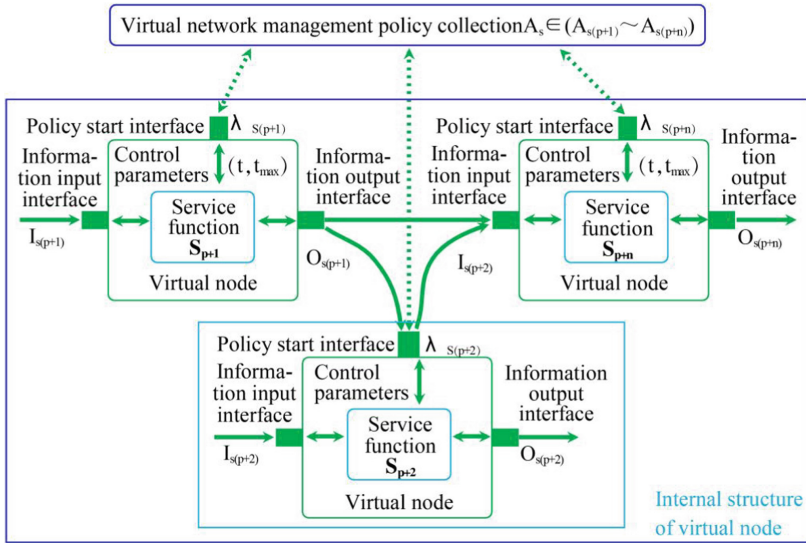 Virtual network management policy collectionAs∈(As(p+1)~As(p+n))
Policy start interface
λ S(p+1)
Information input interface
Control parameters
(t, tmax)
Information output interface
Is(p+1)
Service function
Sp+1
Os(p+1)
Virtual node
Policy start interface
λ S(p+n)
Informa-
tion input
interface
Control
parameters
(t, tmax)
Informa-
tion output
interface
Is(p+2)
Service
function
Sp+n
Os(p+n)
Virtual node
Policy start interface
λ S(p+2)
Informa-
tion input
interface
Control
parameters
Information
output
interface
Is(p+2)
Service
function
Sp+2
Os(p+2)
Virtual node
Internal structure
of virtual node